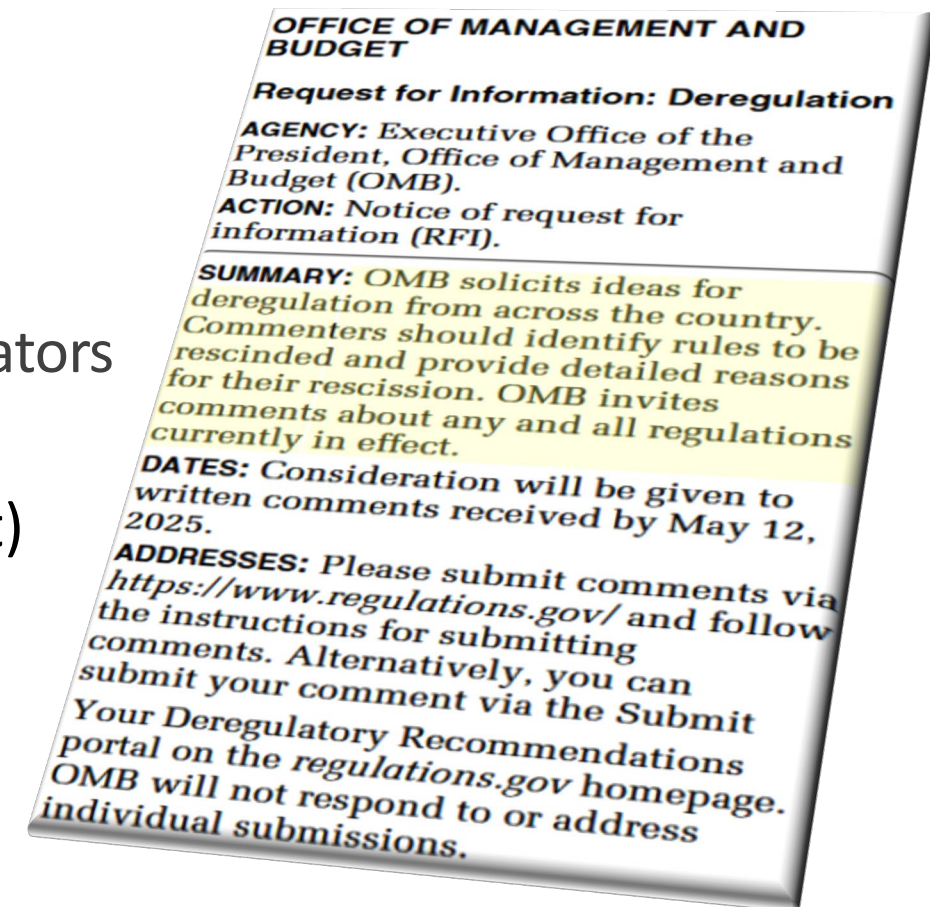 OFFICE OF MANAGEMENT AND
BUDGET
Request for Information: Deregulation
AGENCY: Executive Office of the
President, Office of Management and
Budget (OMB).
ACTION: Notice of request for
information (RFI).
SUMMARY: OMB solicits ideas for
deregulation from across the country.
Commenters should identify rules to be
rescinded and provide detailed reasons
for their rescission. OMB invites
comments about any and all regulations
currently in effect.
DATES: Consideration will be given to
written comments received by May 12,
2025.
ADDRESSES: Please submit comments via
https://www.regulations.gov/ and follow
the instructions for submitting
comments. Alternatively, you can
submit your comment via the Submit
Your Deregulatory Recommendations
portal on the regulations.gov homepage.
OMB will not respond to or address
individual submissions.
ators
t)